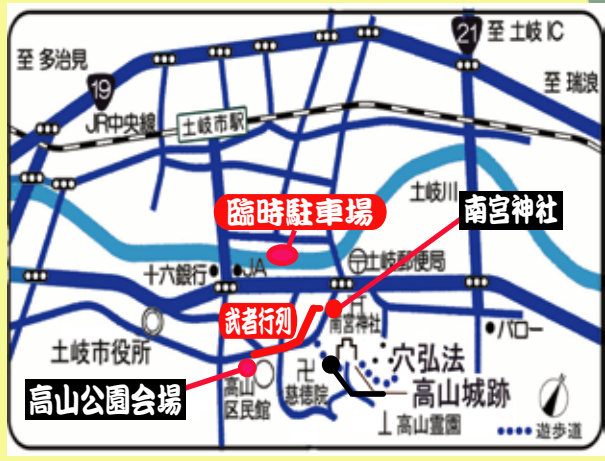 至 多治見
19
21
至 土岐IC
至 瑞浪
JR中央線
土岐市駅
土岐川
臨時駐車場
南宮神社
十六銀行
JA
土岐郵便局
武者行列
南宮神社
バロー
土岐市役所
穴弘法
高山公園会場
高山
区民館
慈徳院
高山城跡
高山霊園
遊歩道